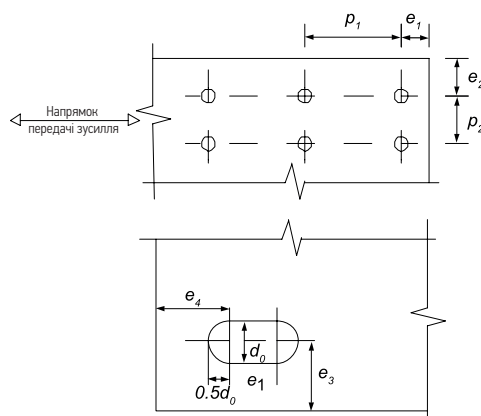 p₁
e₁
e₂
Напрямок
передачі зусилля
p₂
e₄
d₀
e₁
e₃
0.5d₀